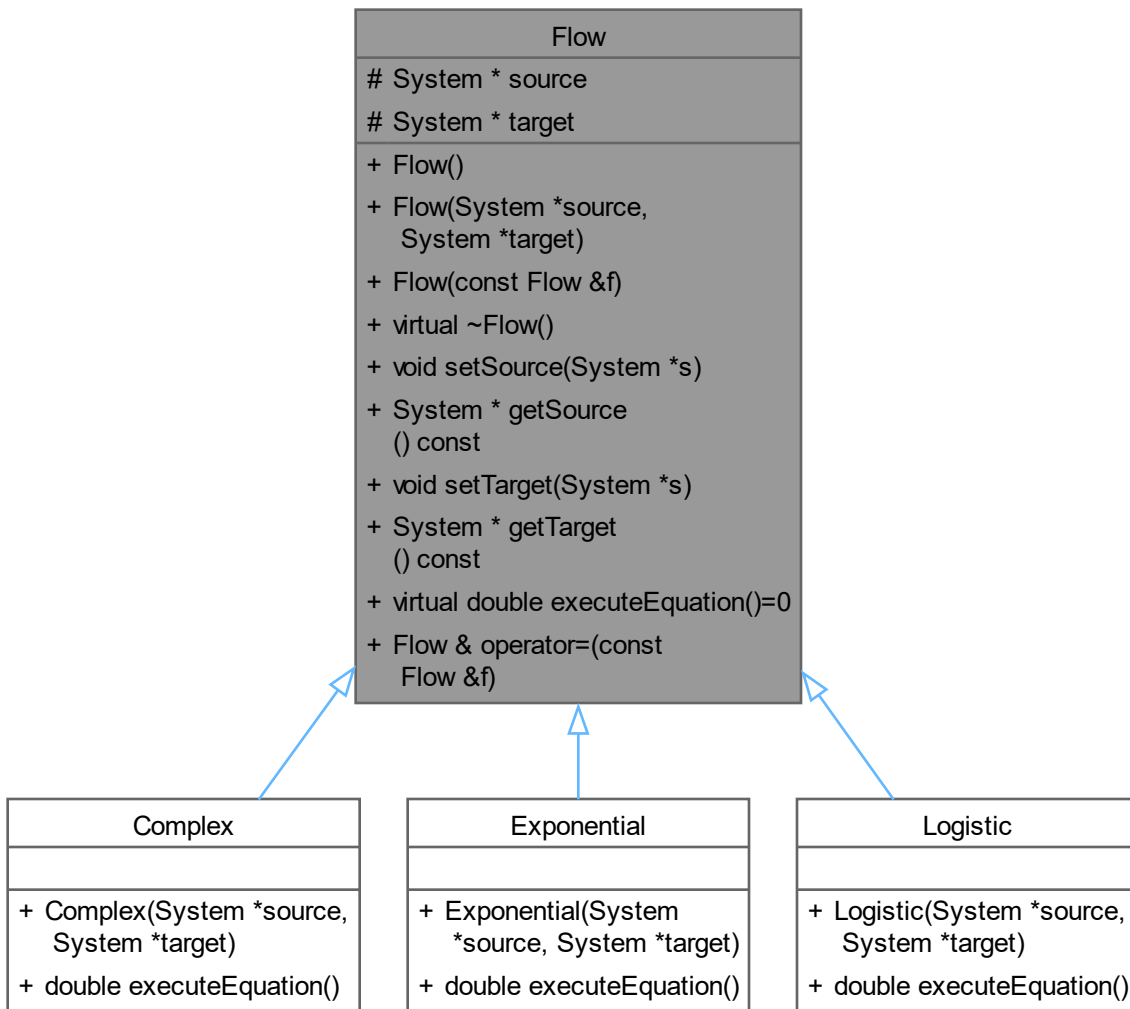 Flow
# System * source
# System * target
+ Flow()
+ Flow(System *source,
System *target)
+ Flow(const Flow &f)
+ virtual ~Flow()
+ void setSource(System *s)
+ System * getSource
() const
+ void setTarget(System *s)
+ System * getTarget
() const
+ virtual double executeEquation()=0
+ Flow & operator=(const
Flow &f)
Complex
+ Complex(System *source,
System *target)
+ double executeEquation()
Exponential
+ Exponential(System
*source, System *target)
+ double executeEquation()
Logistic
+ Logistic(System *source,
System *target)
+ double executeEquation()